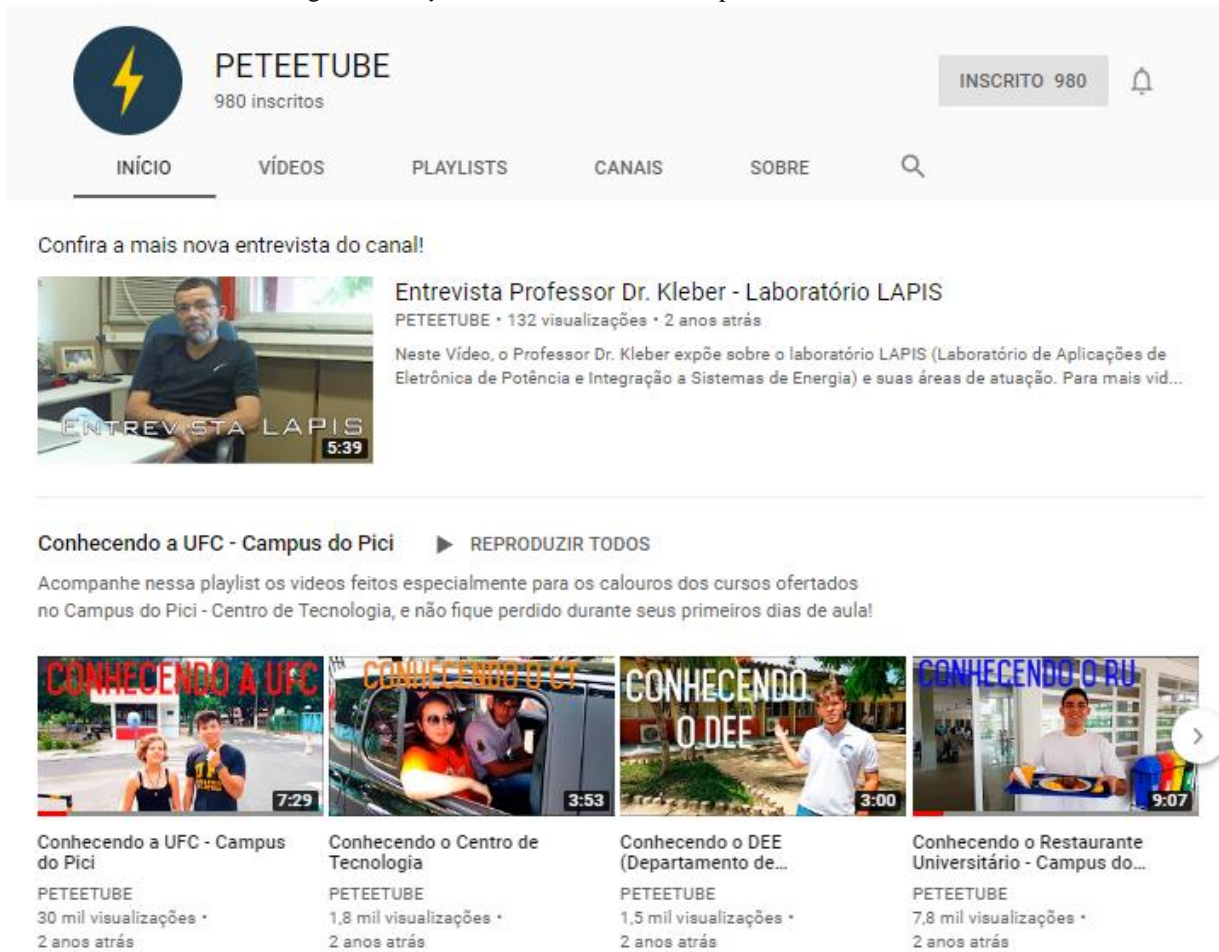 PETEETUBE
980 inscritos
INSCRITO 980
INÍCIO VÍDEOS PLAYLISTS CANAIS SOBRE
Confira a mais nova entrevista do canal!
ENTREVISTA LAPIS
5:39
Entrevista Professor Dr. Kleber - Laboratório LAPIS
PETEETUBE • 132 visualizações • 2 anos atrás
Neste Vídeo, o Professor Dr. Kleber expõe sobre o laboratório LAPIS (Laboratório de Aplicações de
Eletrônica de Potência e Integração a Sistemas de Energia) e suas áreas de atuação. Para mais vid...
Conhecendo a UFC - Campus do Pici ▶ REPRODUZIR TODOS
Acompanhe nessa playlist os videos feitos especialmente para os calouros dos cursos ofertados
no Campus do Pici - Centro de Tecnologia, e não fique perdido durante seus primeiros dias de aula!
CONHECENDO A UFC
7:29
Conhecendo a UFC - Campus
do Pici
PETEETUBE
30 mil visualizações •
2 anos atrás
CONHECENDO O CT
3:53
Conhecendo o Centro de
Tecnologia
PETEETUBE
1,8 mil visualizações •
2 anos atrás
CONHECENDO
O DEE
3:00
Conhecendo o DEE
(Departamento de...
PETEETUBE
1,5 mil visualizações •
2 anos atrás
CONHECENDO O RU
9:07
Conhecendo o Restaurante
Universitário - Campus do...
PETEETUBE
7,8 mil visualizações •
2 anos atrás